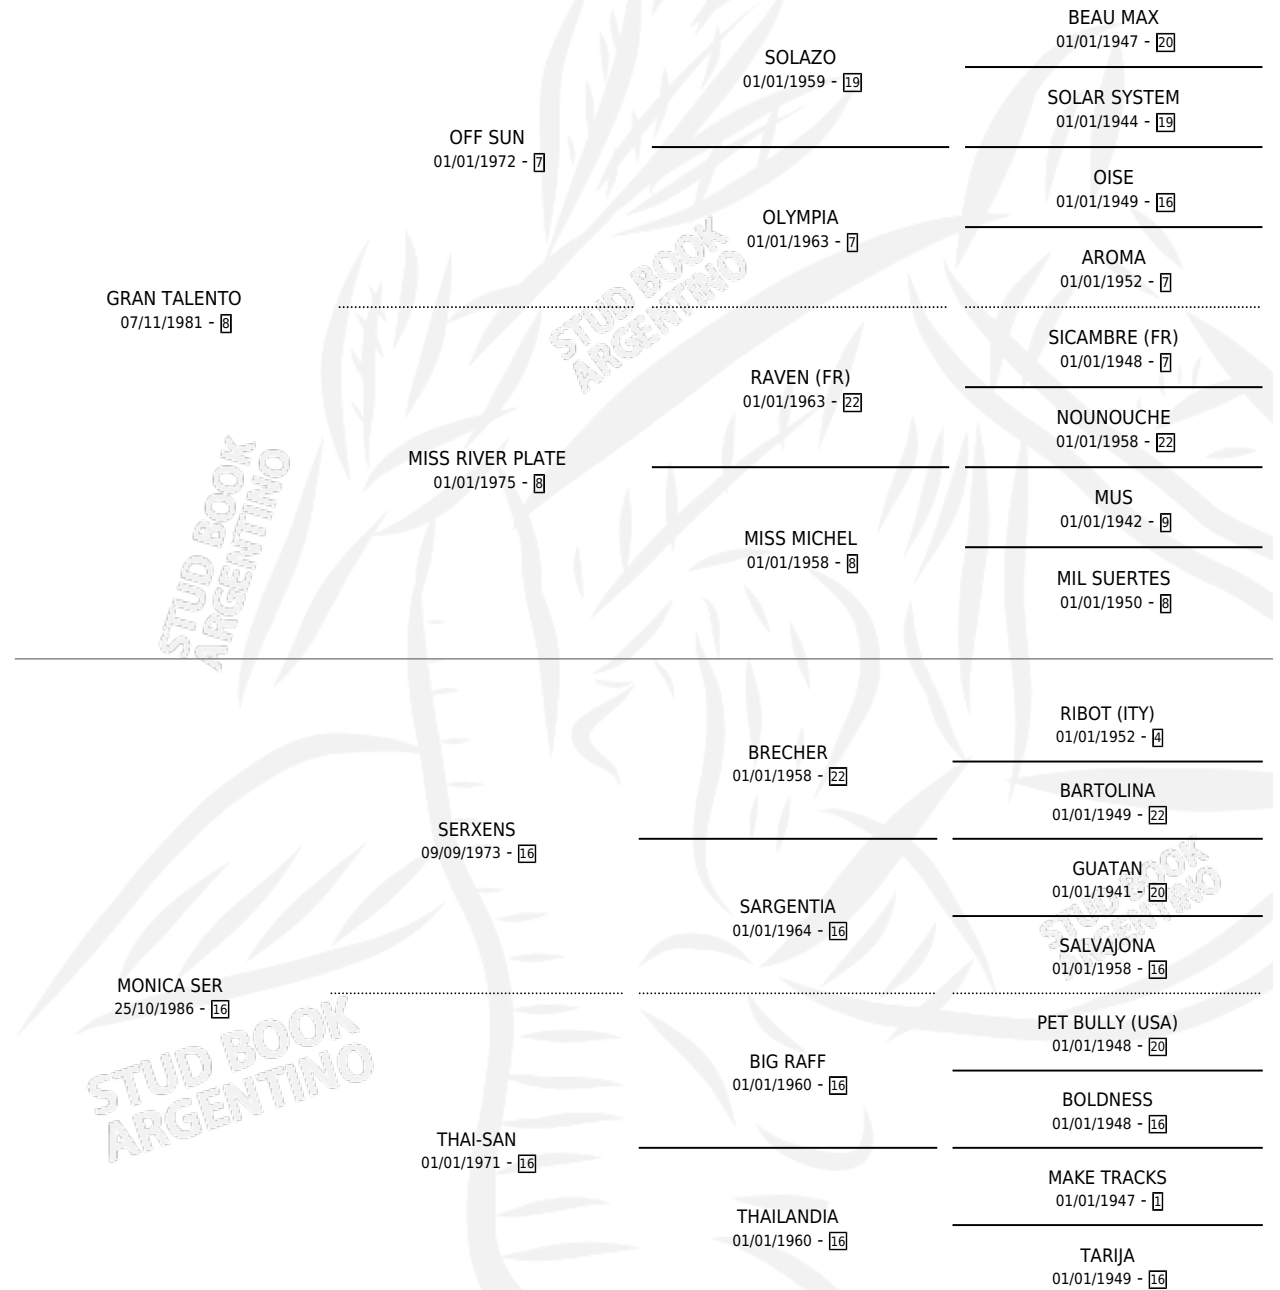 BEAU MAX
01/01/1947 - 20
SOLAZO
01/01/1959 - 19
SOLAR SYSTEM
01/01/1944 - 19
OFF SUN
01/01/1972 - 7
OISE
01/01/1949 - 16
OLYMPIA
01/01/1963 - 7
AROMA
01/01/1952 - 7
GRAN TALENTO
07/11/1981 - 8
SICAMBRE (FR)
01/01/1948 - 7
RAVEN (FR)
01/01/1963 - 22
NOUNOUCHE
01/01/1958 - 22
MISS RIVER PLATE
01/01/1975 - 8
MUS
01/01/1942 - 9
MISS MICHEL
01/01/1958 - 8
MIL SUERTES
01/01/1950 - 8
STUD BOOK
ARGENTINO
STUD BOOK
ARGENTINO
RIBOT (ITY)
01/01/1952 - 4
BRECHER
01/01/1958 - 22
BARTOLINA
01/01/1949 - 22
SERXENS
09/09/1973 - 16
GUATAN
01/01/1941 - 20
SARGENTIA
01/01/1964 - 16
SALVAJONA
01/01/1958 - 16
MONICA SER
25/10/1986 - 16
PET BULLY (USA)
01/01/1948 - 20
BIG RAFF
01/01/1960 - 16
BOLDNESS
01/01/1948 - 16
THAI-SAN
01/01/1971 - 16
MAKE TRACKS
01/01/1947 - 1
THAILANDIA
01/01/1960 - 16
TARIJA
01/01/1949 - 16
STUD BOOK
ARGENTINO
STUD BOOK
ARGENTINO